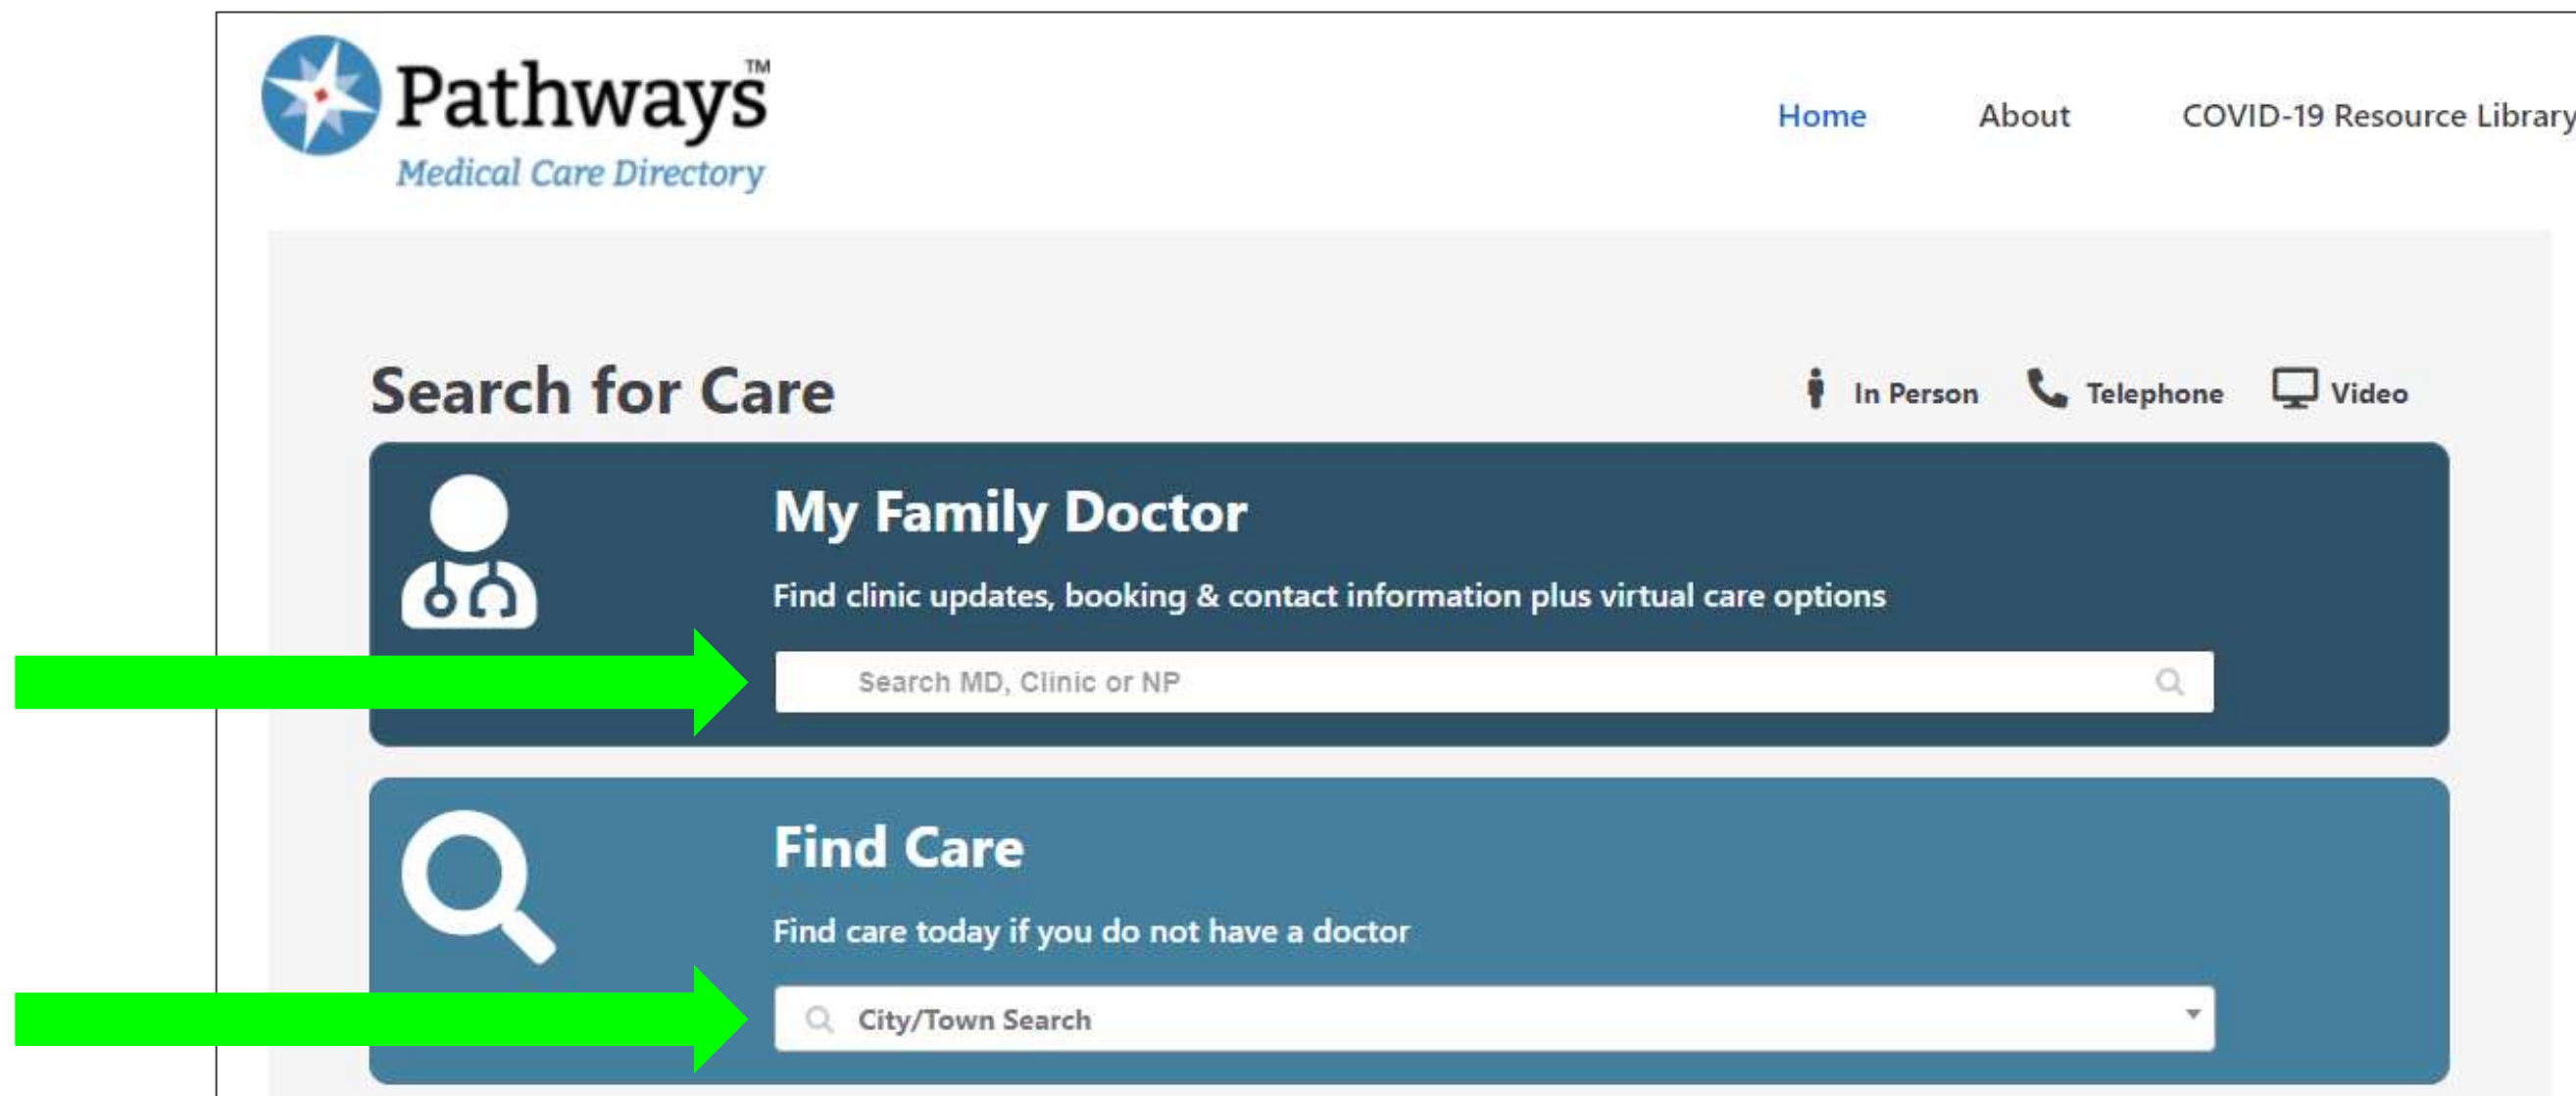 Pathways™
Medical Care Directory
Home About COVID-19 Resource Library
Search for Care
In Person Telephone Video
My Family Doctor
Find clinic updates, booking & contact information plus virtual care options
Search MD, Clinic or NP
Find Care
Find care today if you do not have a doctor
City/Town Search